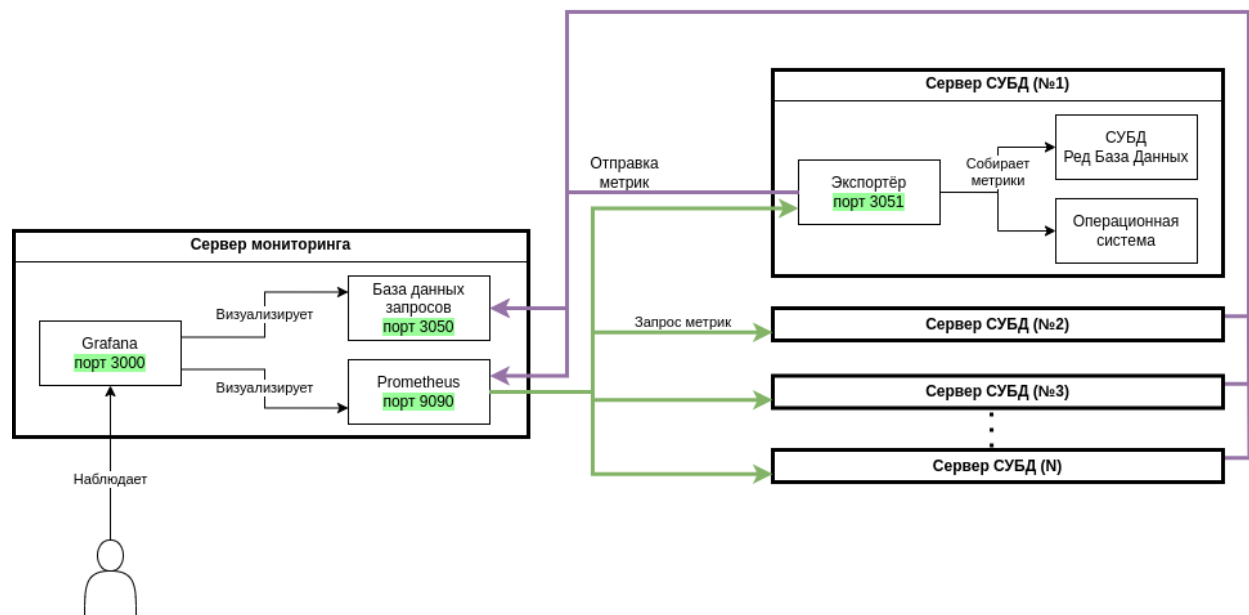 Сервер СУБД (№1)
СУБД
Ред База Данных
Отправка
метрик
Собирает
метрики
Экспортёр
порт 3051
Операционная
система
Сервер мониторинга
База данных
запросов
порт 3050
Визуализирует
Запрос метрик
Сервер СУБД (№2)
Grafana
порт 3000
Prometheus
порт 9090
Визуализирует
Сервер СУБД (№3)
Сервер СУБД (N)
Наблюдает